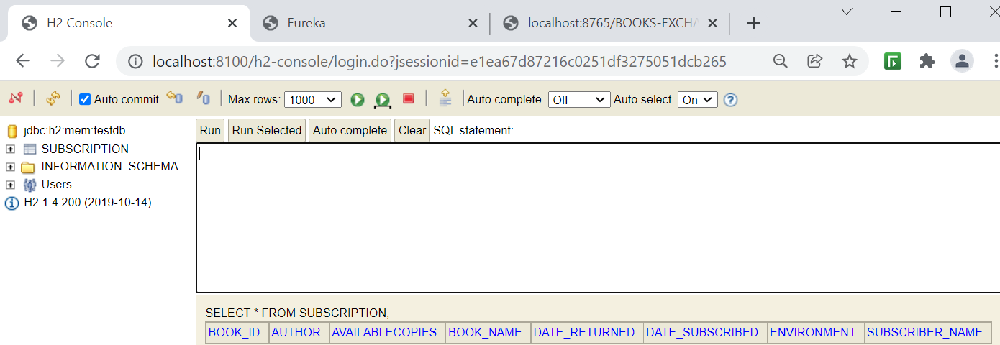 H2 Console Eureka localhost:8765/BOOKS-EXCHA
localhost:8100/h2-console/login.do?jsessionid=e1ea67d87216c0251df3275051dcb265
Auto commit Max rows: 1000 Auto complete Off Auto select On
jdbc:h2:mem:testdb
SUBSCRIPTION
INFORMATION_SCHEMA
Users
H2 1.4.200 (2019-10-14)
Run Run Selected Auto complete Clear SQL statement:
SELECT * FROM SUBSCRIPTION;
BOOK_ID AUTHOR AVAILABLECOPIES BOOK_NAME DATE_RETURNED DATE_SUBSCRIBED ENVIRONMENT SUBSCRIBER_NAME